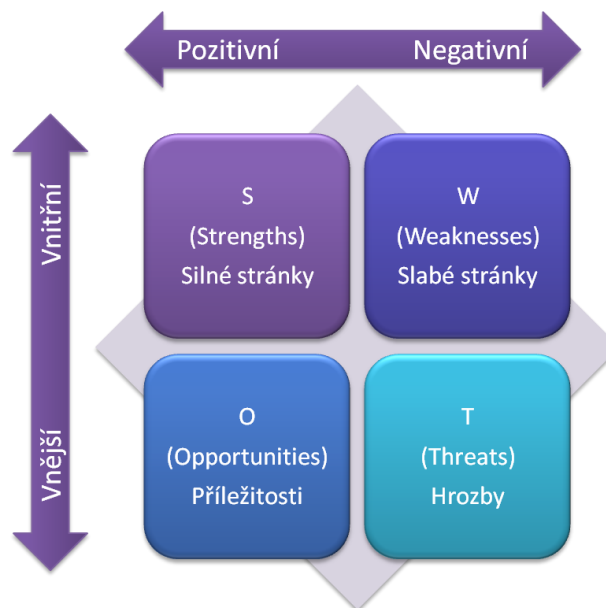 Pozitivní Negativní
Vnitřní
S
(Strengths)
Silné stránky
W
(Weaknesses)
Slabé stránky
Vnější
O
(Opportunities)
Příležitosti
T
(Threats)
Hrozby